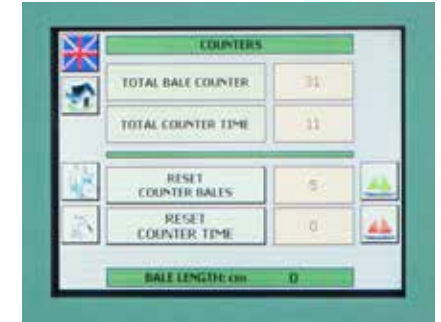 COUNTERS
TOTAL BALE COUNTER 31
TOTAL COUNTER TIME 11
RESET
COUNTER BALES 5
RESET
COUNTER TIME 0
BALE LENGTH: cm 0